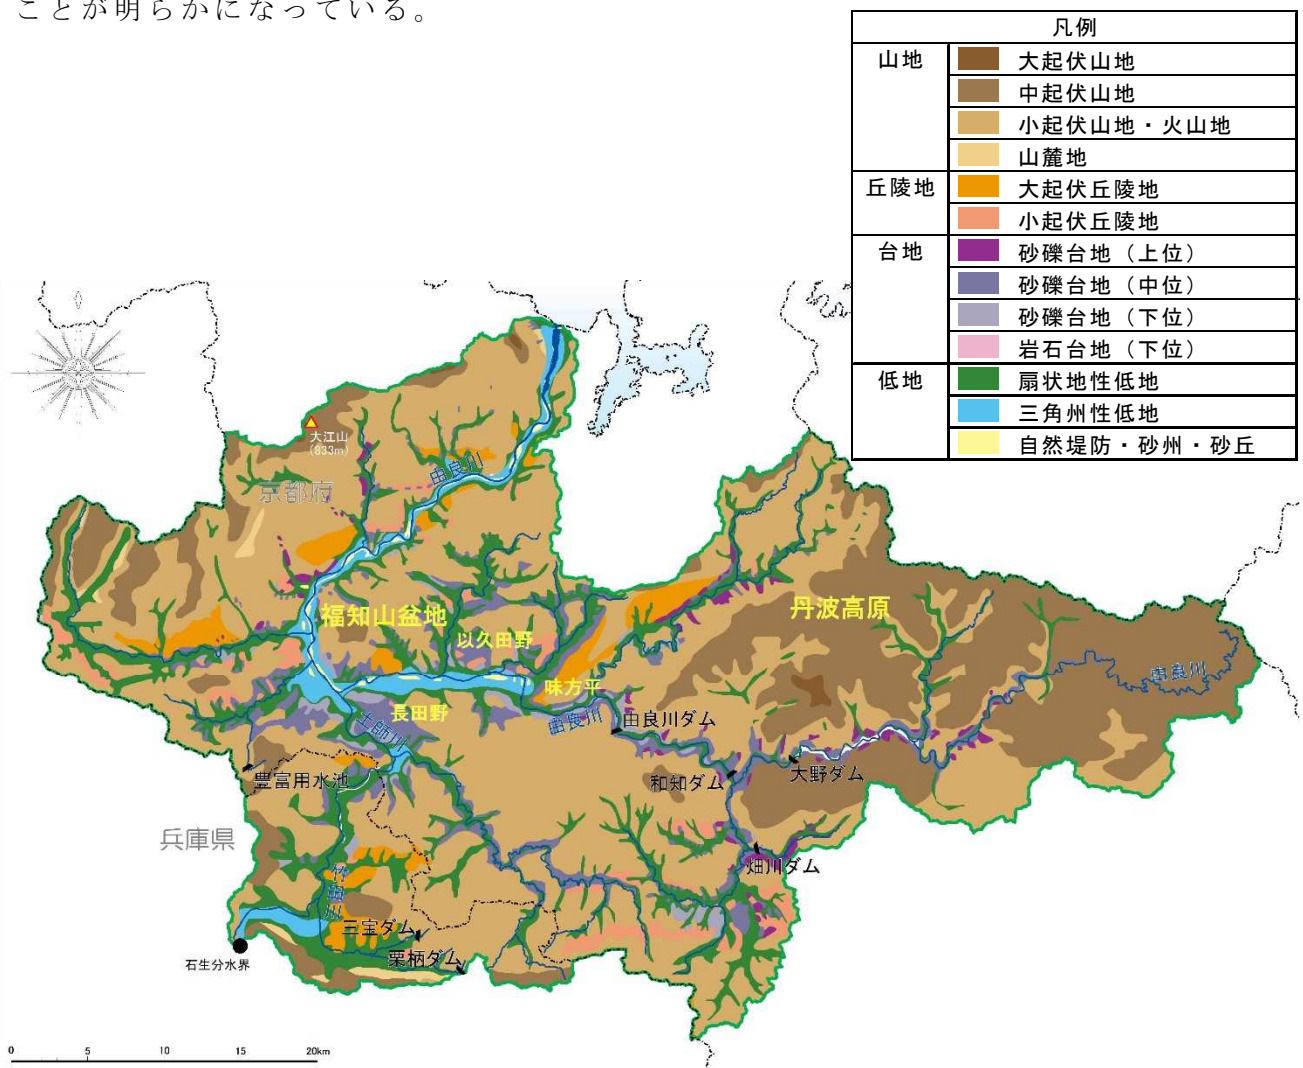 ことが明らかになっている。
凡例
山地
大起伏山地
中起伏山地
小起伏山地・火山地
山麓地
丘陵地
大起伏丘陵地
小起伏丘陵地
台地
砂礫台地（上位）
砂礫台地（中位）
砂礫台地（下位）
岩石台地（下位）
低地
扇状地性低地
三角州性低地
自然堤防・砂州・砂丘
大江山
(833m)
由良川
京都府
福知山盆地
以久田野
丹波高原
由良川
味方平
長田野
由良川
由良川ダム
土師川
豊富用水池
和知ダム
大野ダム
兵庫県
畑川ダム
竹田川
三宝ダム
栗柄ダム
石生分水界
0 5 10 15 20km